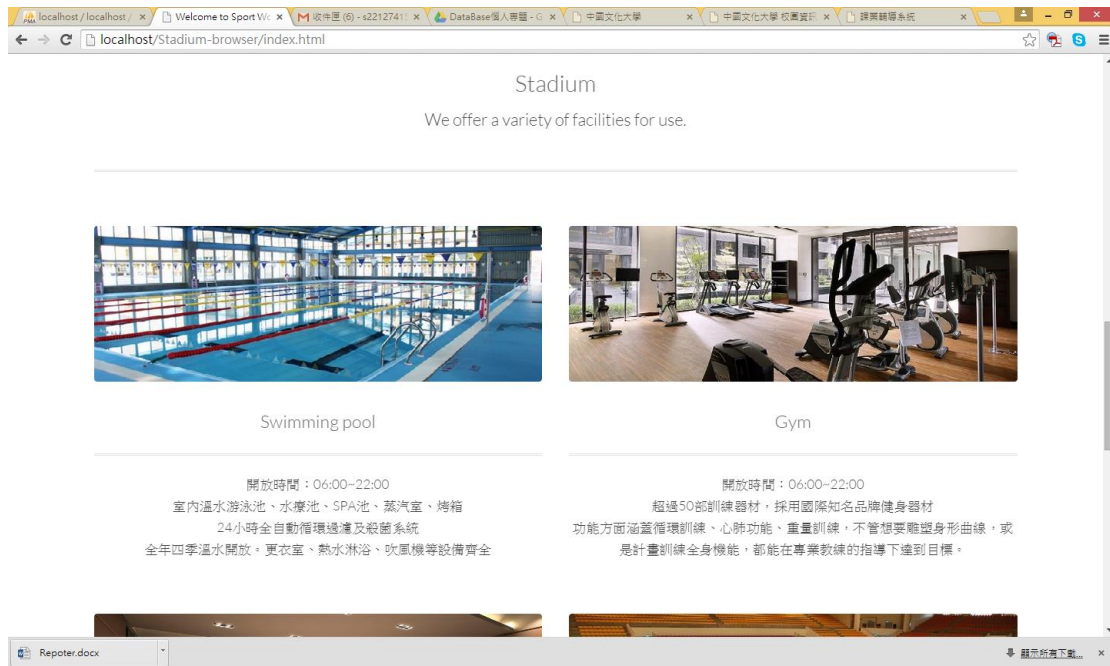 localhost / localhost /
Welcome to Sport Wo
收件匣 (6) - s2212741
DataBase個人專題 - G
中國文化大學
中國文化大學 校園資訊
課業輔導系統
localhost/Stadium-browser/index.html
Stadium
We offer a variety of facilities for use.
Swimming pool
Gym
開放時間：06:00~22:00
室內溫水游泳池、水療池、SPA池、蒸汽室、烤箱
24小時全自動循環過濾及殺菌系統
全年四季溫水開放。更衣室、熱水淋浴、吹風機等設備齊全
開放時間：06:00~22:00
超過50部訓練器材，採用國際知名品牌健身器材
功能方面涵蓋循環訓練、心肺功能、重量訓練，不管想要雕塑身形曲線，或
是計畫訓練全身機能，都能在專業教練的指導下達到目標。
Repoter.docx
顯示所有下載...